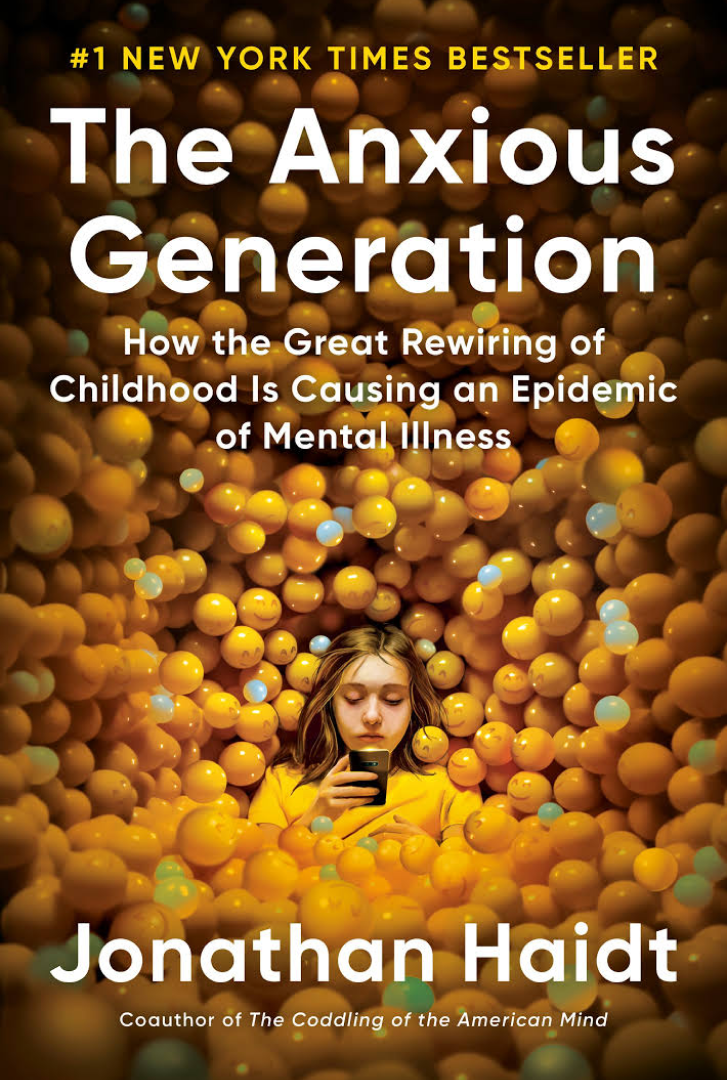 #1 NEW YORK TIMES BESTSELLER
The Anxious
Generation
How the Great Rewiring of
Childhood Is Causing an Epidemic
of Mental Illness
Jonathan Haidt
Coauthor of The Coddling of the American Mind